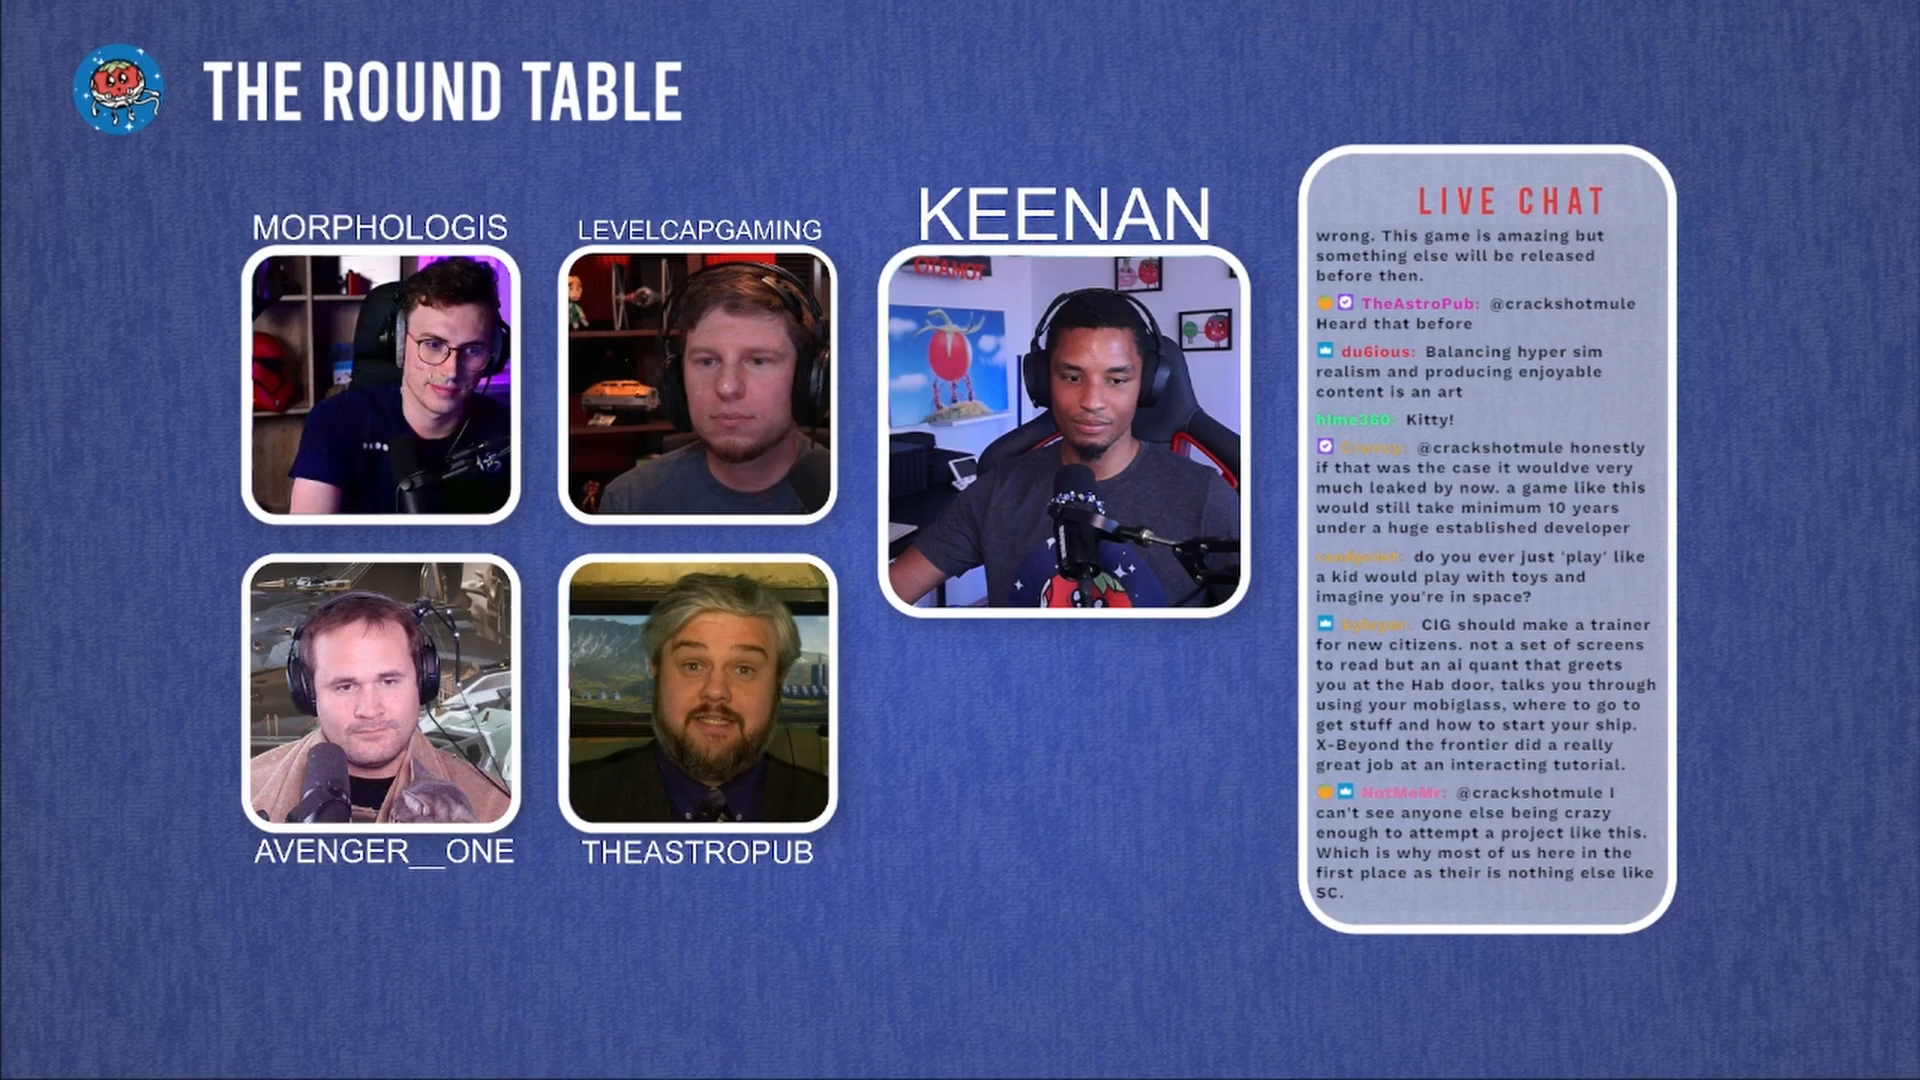 THE ROUND TABLE
MORPHOLOGIS
LEVELCAPGAMING
KEENAN
AVENGER__ONE
THEASTROPUB
LIVE CHAT
wrong. This game is amazing but
something else will be released
before then.
TheAstroPub: @crackshotmule
Heard that before
du6ious: Balancing hyper sim
realism and producing enjoyable
content is an art
hime360: Kitty!
@crackshotmule honestly
if that was the case it wouldve very
much leaked by now. a game like this
would still take minimum 10 years
under a huge established developer
do you ever just 'play' like
a kid would play with toys and
imagine you're in space?
CIG should make a trainer
for new citizens. not a set of screens
to read but an ai quant that greets
you at the Hab door, talks you through
using your mobiglass, where to go to
get stuff and how to start your ship.
X-Beyond the frontier did a really
great job at an interacting tutorial.
NotMeMr: @crackshotmule I
can't see anyone else being crazy
enough to attempt a project like this.
Which is why most of us here in the
first place as their is nothing else like
SC.